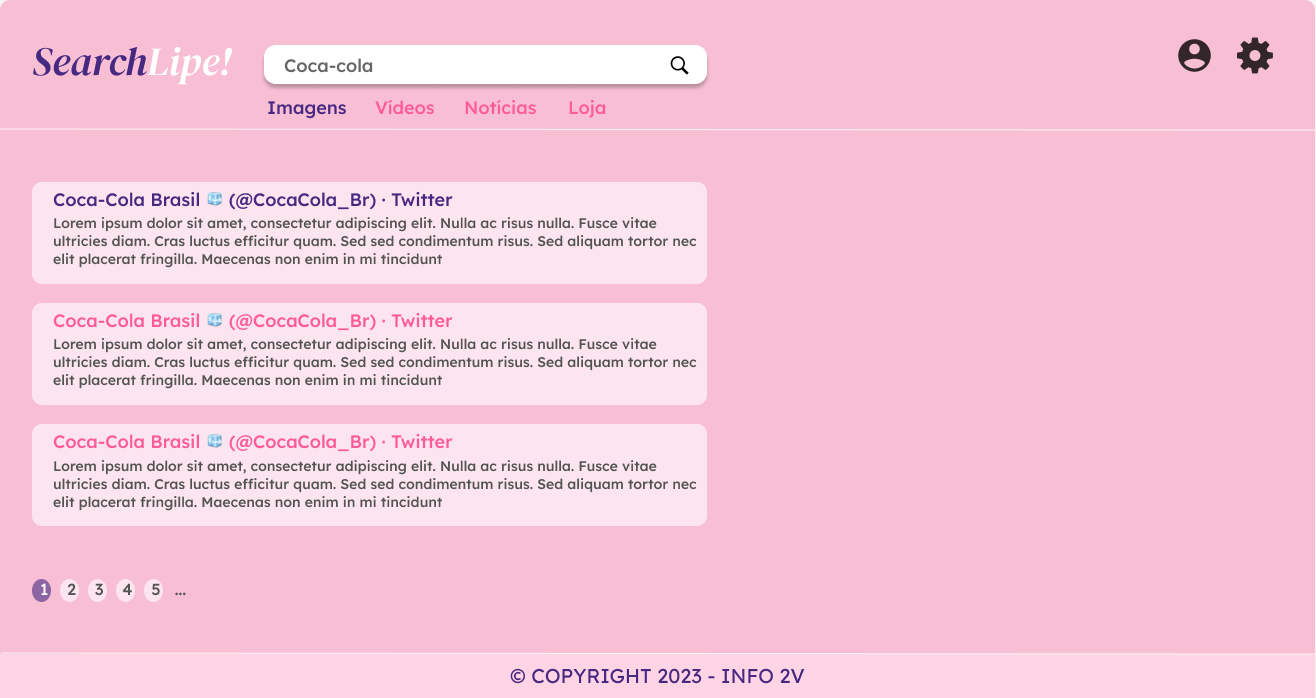 SearchLipe!
Coca-cola
Imagens Vídeos Notícias Loja
Coca-Cola Brasil 🧊 (@CocaCola_Br) · Twitter
Lorem ipsum dolor sit amet, consectetur adipiscing elit. Nulla ac risus nulla. Fusce vitae
ultricies diam. Cras luctus efficitur quam. Sed sed condimentum risus. Sed aliquam tortor nec
elit placerat fringilla. Maecenas non enim in mi tincidunt
Coca-Cola Brasil 🧊 (@CocaCola_Br) · Twitter
Lorem ipsum dolor sit amet, consectetur adipiscing elit. Nulla ac risus nulla. Fusce vitae
ultricies diam. Cras luctus efficitur quam. Sed sed condimentum risus. Sed aliquam tortor nec
elit placerat fringilla. Maecenas non enim in mi tincidunt
Coca-Cola Brasil 🧊 (@CocaCola_Br) · Twitter
Lorem ipsum dolor sit amet, consectetur adipiscing elit. Nulla ac risus nulla. Fusce vitae
ultricies diam. Cras luctus efficitur quam. Sed sed condimentum risus. Sed aliquam tortor nec
elit placerat fringilla. Maecenas non enim in mi tincidunt
1 2 3 4 5 ...
© COPYRIGHT 2023 - INFO 2V